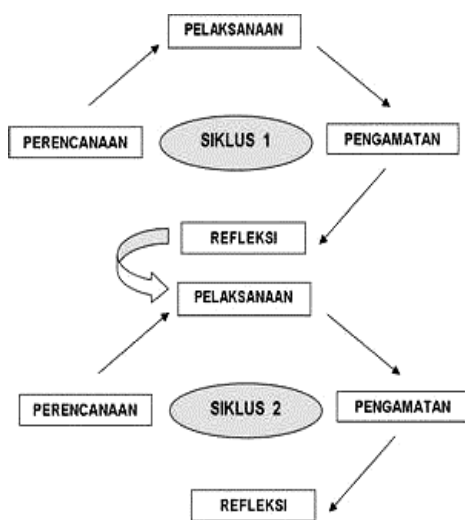 PELAKSANAAN
PERENCANAAN
SIKLUS 1
PENGAMATAN
REFLEKSI
PELAKSANAAN
PERENCANAAN
SIKLUS 2
PENGAMATAN
REFLEKSI